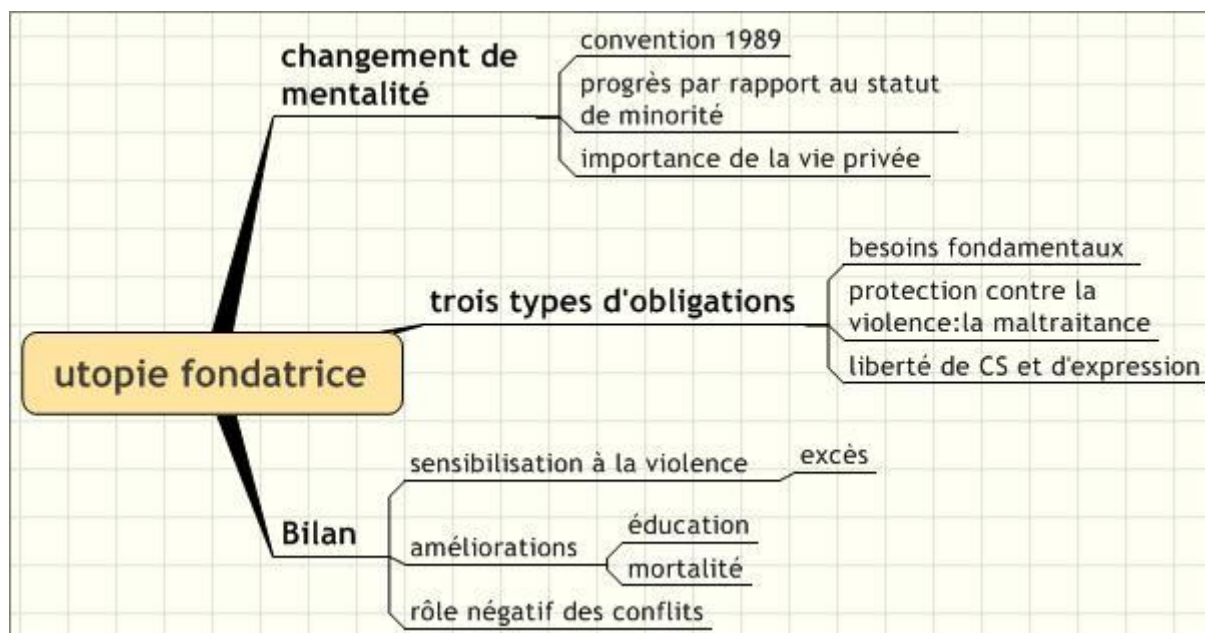 changement de
mentalité
convention 1989
progrès par rapport au statut
de minorité
importance de la vie privée
trois types d'obligations
besoins fondamentaux
protection contre la
violence:la maltraitance
liberté de CS et d'expression
utopie fondatrice
Bilan
sensibilisation à la violence
excès
améliorations
éducation
mortalité
rôle négatif des conflits